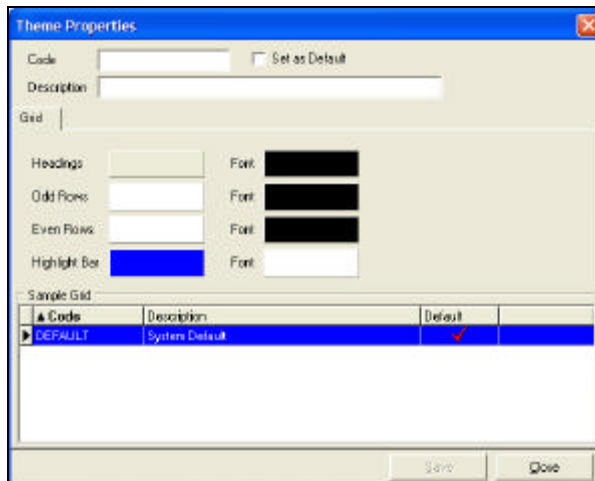 Theme Properties
Code Set as Default
Description
Grid
Headings Font
Odd Rows Font
Even Rows Font
Highlight Bar Font
Sample Grid
Code Description Default
DEFAULT System Default
Save Close